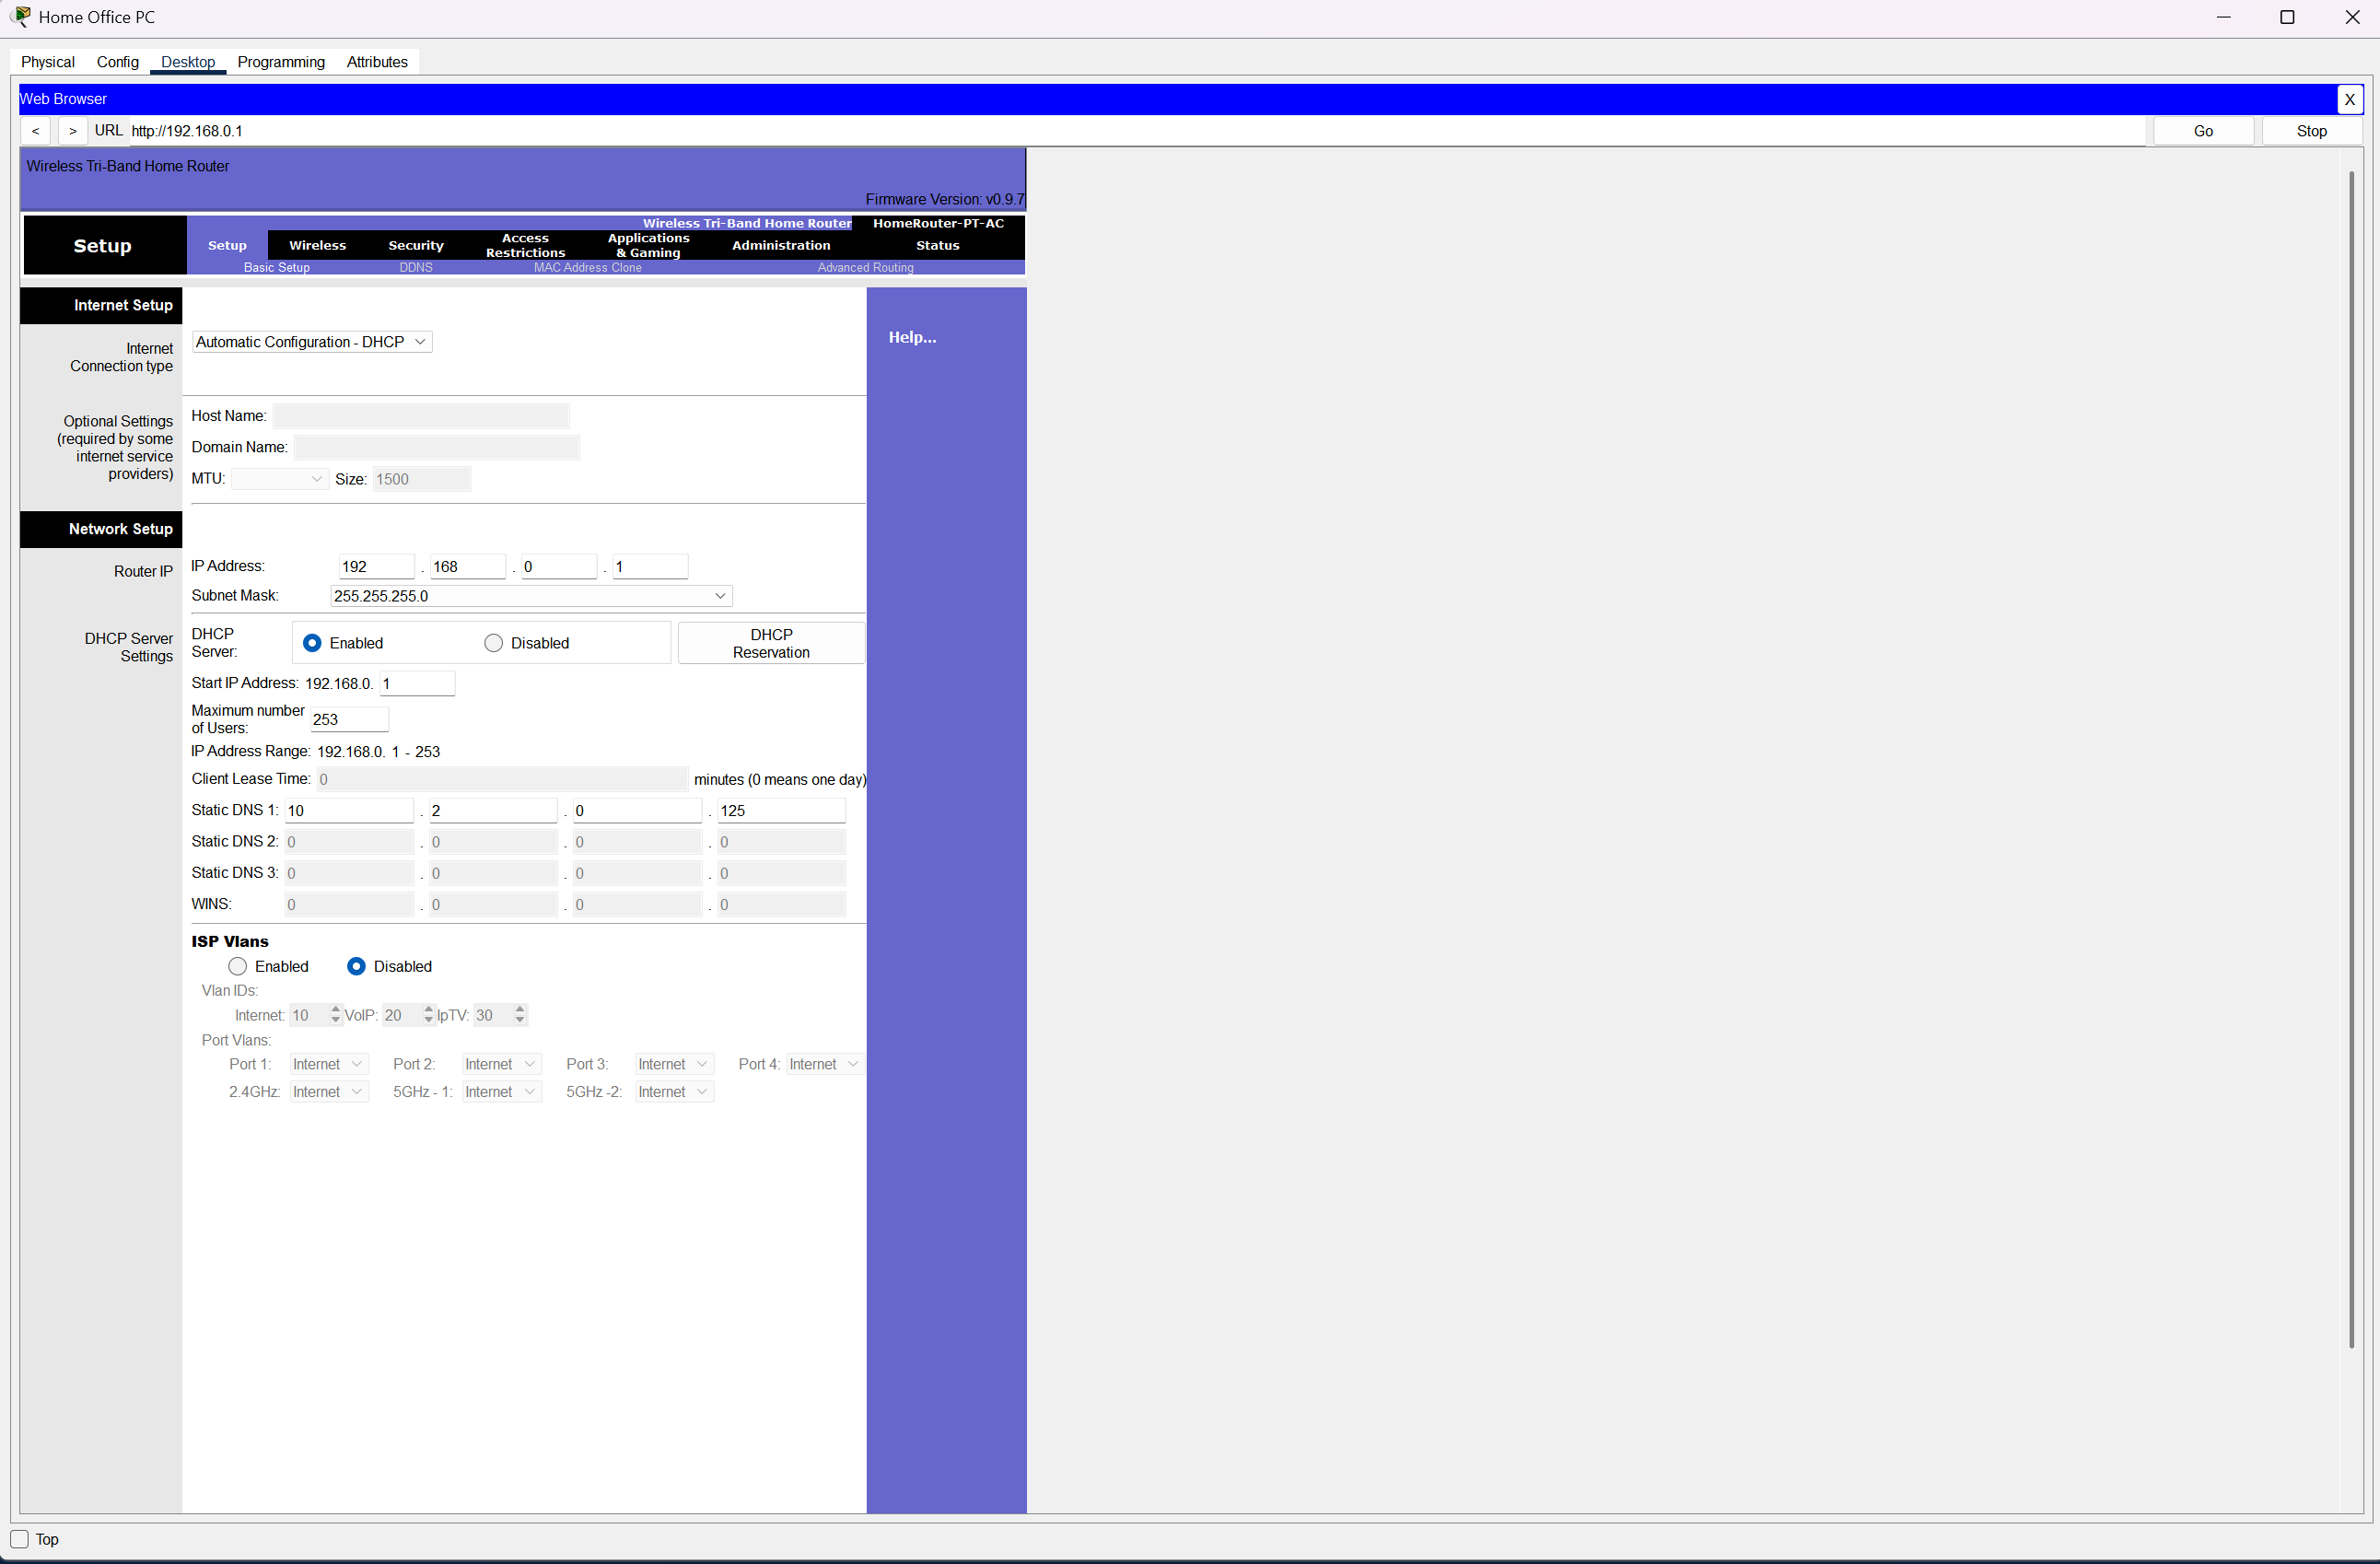 Home Office PC
Physical Config Desktop Programming Attributes
Web Browser X
< > URL http://192.168.0.1 Go Stop
Wireless Tri-Band Home Router
Firmware Version: v0.9.7
Wireless Tri-Band Home Router HomeRouter-PT-AC
Setup
Setup Wireless Security Access Restrictions Applications & Gaming Administration Status
Basic Setup DDNS MAC Address Clone Advanced Routing
Internet Setup
Internet
Connection type
Automatic Configuration - DHCP
Help...
Optional Settings
(required by some
internet service
providers)
Host Name:
Domain Name:
MTU: Size: 1500
Network Setup
Router IP
IP Address: 192 . 168 . 0 . 1
Subnet Mask: 255.255.255.0
DHCP Server
Settings
DHCP
Server:
Enabled Disabled
DHCP
Reservation
Start IP Address: 192.168.0. 1
Maximum number
of Users:
253
IP Address Range: 192.168.0. 1 - 253
Client Lease Time: 0 minutes (0 means one day)
Static DNS 1: 10 . 2 . 0 . 125
Static DNS 2: 0 . 0 . 0 . 0
Static DNS 3: 0 . 0 . 0 . 0
WINS: 0 . 0 . 0 . 0
ISP Vlans
Enabled Disabled
Vlan IDs:
Internet: 10 VoIP: 20 IpTV: 30
Port Vlans:
Port 1: Internet Port 2: Internet Port 3: Internet Port 4: Internet
2.4GHz: Internet 5GHz - 1: Internet 5GHz -2: Internet
Top